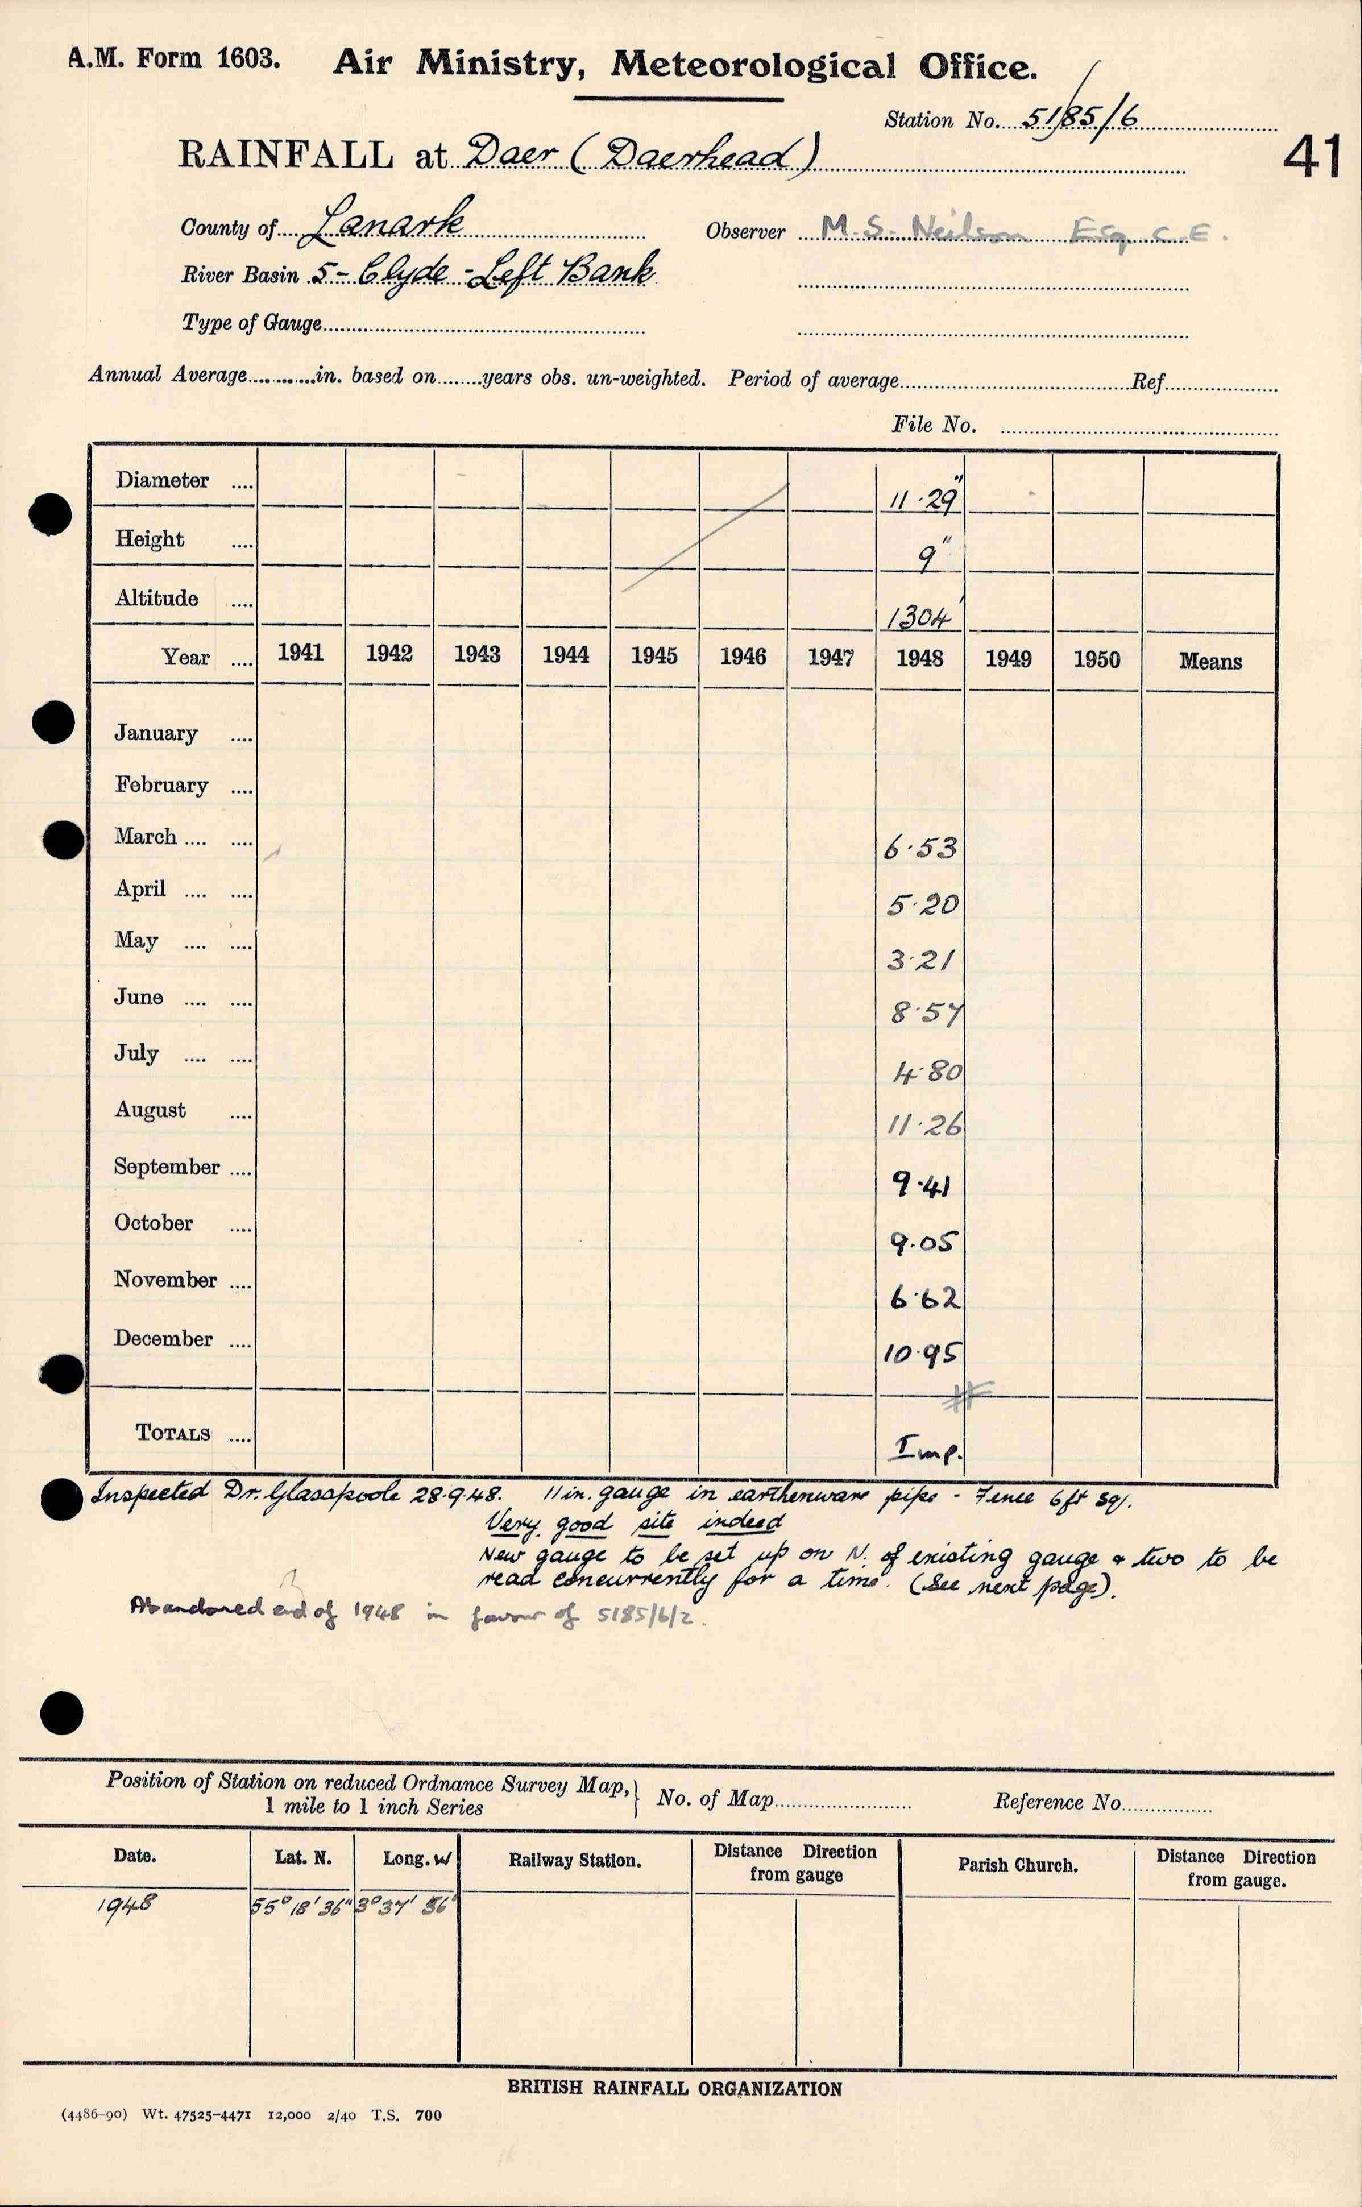 A.M. Form 1603. Air Ministry, Meteorological Office.
Station No. 5185/6
RAINFALL at Daer (Daerhead)
41
County of Lanark Observer M.S. Neilson Esq C.E.
River Basin 5 - Clyde - Left Bank
Type of Gauge
Annual Average in. based on years obs. un-weighted. Period of average Ref.
File No.
Diameter 11.29"
Height 9"
Altitude 1304'
Year 1941 1942 1943 1944 1945 1946 1947 1948 1949 1950 Means
January
February
March 6.53
April 5.20
May 3.21
June 8.57
July 4.80
August 11.26
September 9.41
October 9.05
November 6.62
December 10.95
#
TOTALS Imp.
Inspected Dr. Glasspoole 28.9.48. 11 in. gauge in earthenware pipe - Fence 6ft sq.
Very good site indeed
New gauge to be set up on N. of existing gauge & two to be
read concurrently for a time. (See next page).
Abandoned end of 1948 in favour of 5185/6/2.
Position of Station on reduced Ordnance Survey Map, 1 mile to 1 inch Series } No. of Map Reference No.
Date. Lat. N. Long. W Railway Station. Distance Direction from gauge Parish Church. Distance Direction from gauge.
1948 55° 18' 36" 3° 37' 56"
BRITISH RAINFALL ORGANIZATION
(4486-90) Wt. 47525-4471 12,000 2/40 T.S. 700